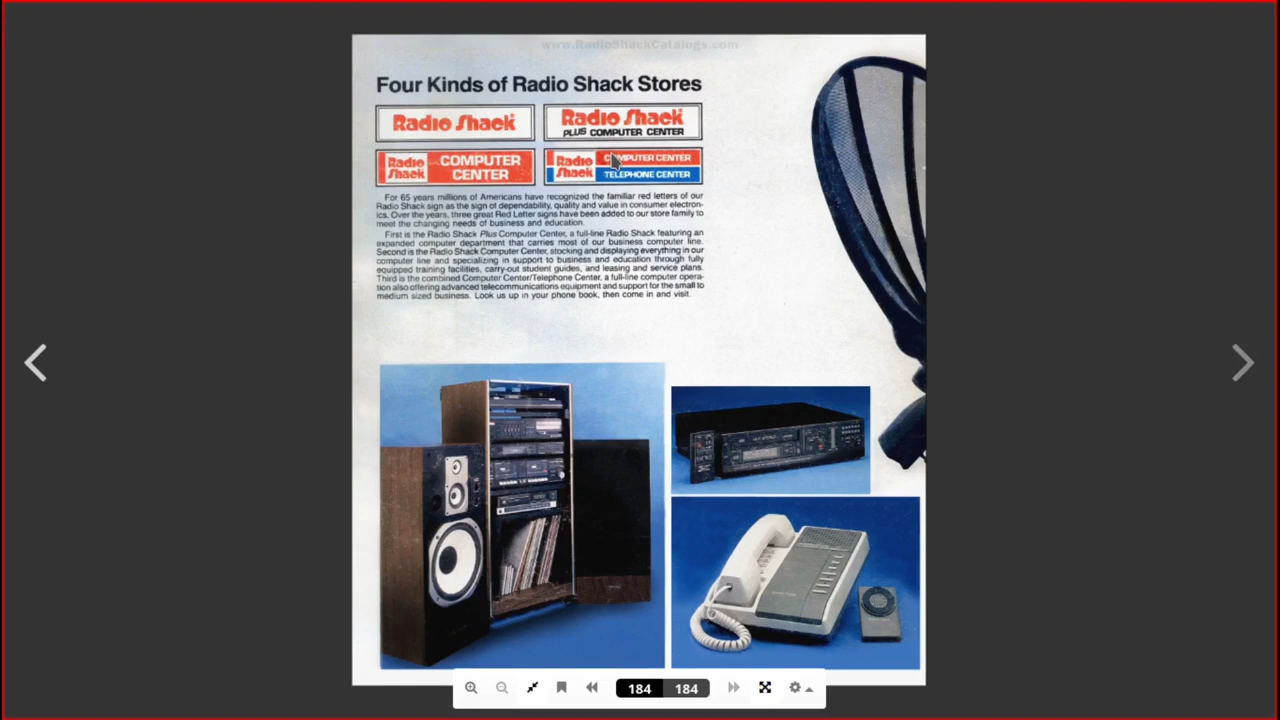 www.RadioShackCatalogs.com
Four Kinds of Radio Shack Stores
Radio Shack
Radio Shack
PLUS COMPUTER CENTER
Radio Shack
COMPUTER CENTER
Radio Shack
COMPUTER CENTER
TELEPHONE CENTER
For 65 years millions of Americans have recognized the familiar red letters of our
Radio Shack sign as the sign of dependability, quality and value in consumer electron-
ics. Over the years, three great Red Letter signs have been added to our store family to
meet the changing needs of business and education.
First is the Radio Shack Plus Computer Center, a full-line Radio Shack featuring an
expanded computer department that carries most of our business computer line.
Second is the Radio Shack Computer Center, stocking and displaying everything in our
computer line and specializing in support to business and education through fully
equipped training facilities, carry-out student guides, and leasing and service plans.
Third is the combined Computer Center/Telephone Center, a full-line computer opera-
tion also offering advanced telecommunications equipment and support for the small to
medium sized business. Look us up in your phone book, then come in and visit.
184 184